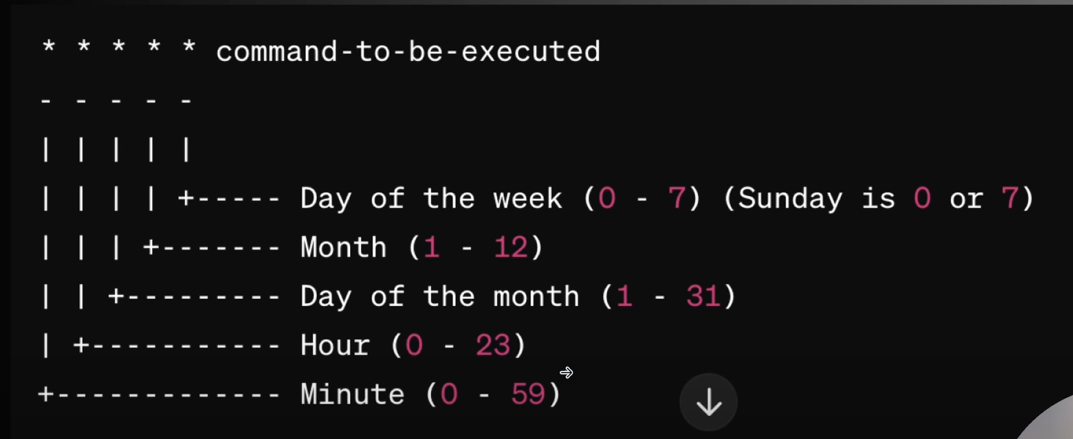 * * * * * command-to-be-executed
- - - - -
| | | | |
| | | | +----- Day of the week (0 - 7) (Sunday is 0 or 7)
| | | +------- Month (1 - 12)
| | +--------- Day of the month (1 - 31)
| +----------- Hour (0 - 23)
+------------- Minute (0 - 59)